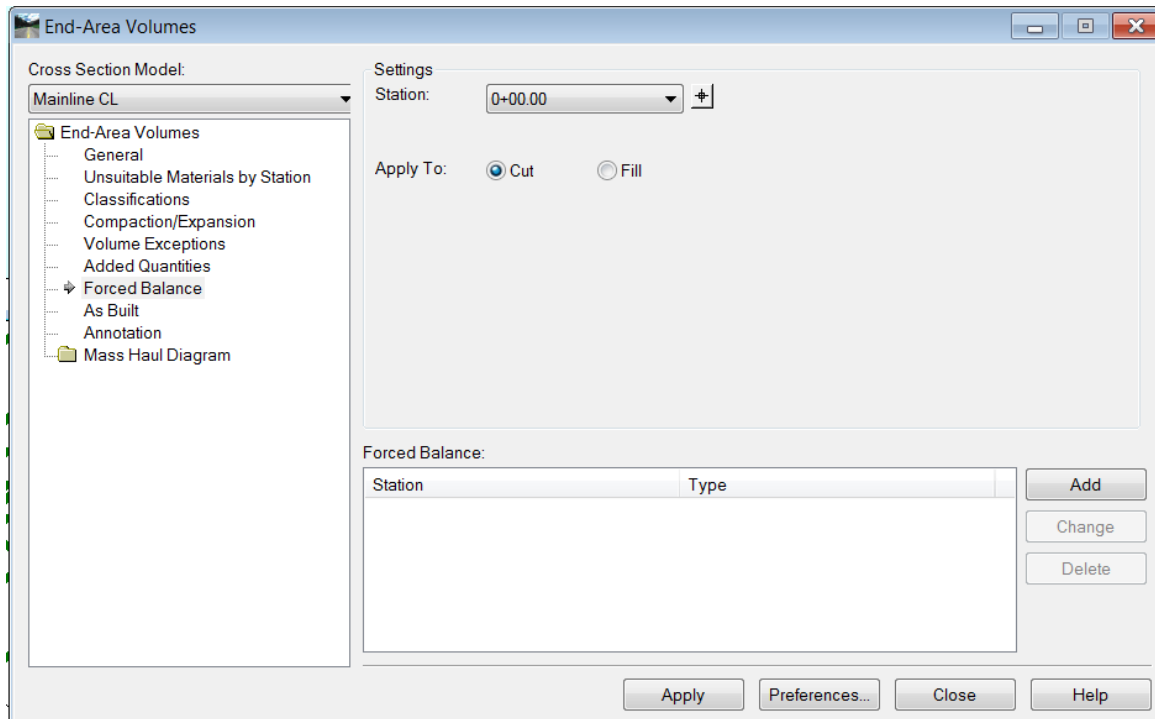 End-Area Volumes
Cross Section Model:
Mainline CL
End-Area Volumes
General
Unsuitable Materials by Station
Classifications
Compaction/Expansion
Volume Exceptions
Added Quantities
Forced Balance
As Built
Annotation
Mass Haul Diagram
Settings
Station: 0+00.00
Apply To: Cut Fill
Forced Balance:
Station Type
Add
Change
Delete
Apply Preferences... Close Help